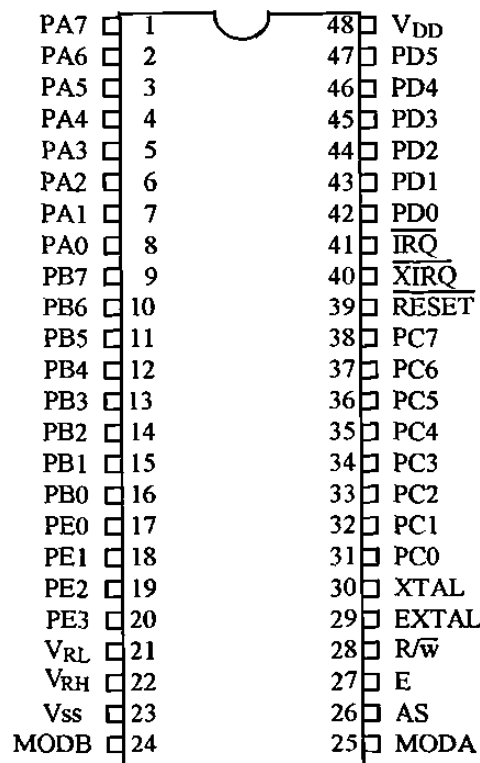 PA7 1 48 VDD
PA6 2 47 PD5
PA5 3 46 PD4
PA4 4 45 PD3
PA3 5 44 PD2
PA2 6 43 PD1
PA1 7 42 PD0
PA0 8 41 I̅R̅Q̅
PB7 9 40 X̅I̅R̅Q̅
PB6 10 39 R̅E̅S̅E̅T̅
PB5 11 38 PC7
PB4 12 37 PC6
PB3 13 36 PC5
PB2 14 35 PC4
PB1 15 34 PC3
PB0 16 33 PC2
PE0 17 32 PC1
PE1 18 31 PC0
PE2 19 30 XTAL
PE3 20 29 EXTAL
VRL 21 28 R/w̅
VRH 22 27 E
Vss 23 26 AS
MODB 24 25 MODA